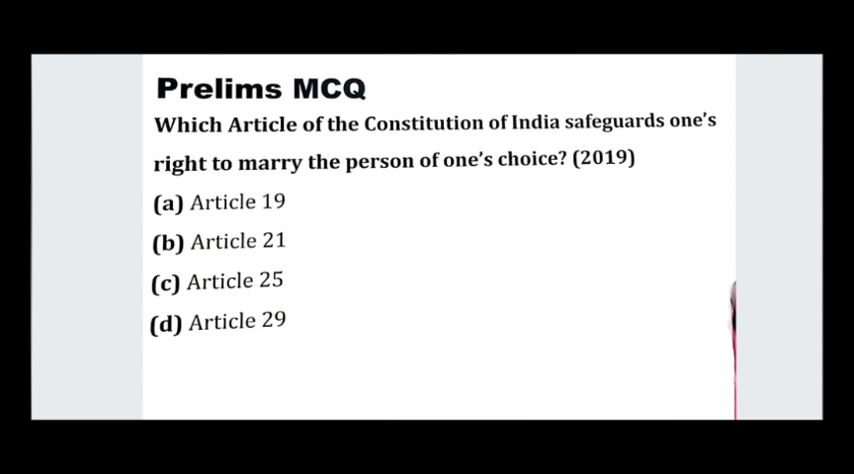 Prelims MCQ
Which Article of the Constitution of India safeguards one's
right to marry the person of one's choice? (2019)
(a) Article 19
(b) Article 21
(c) Article 25
(d) Article 29